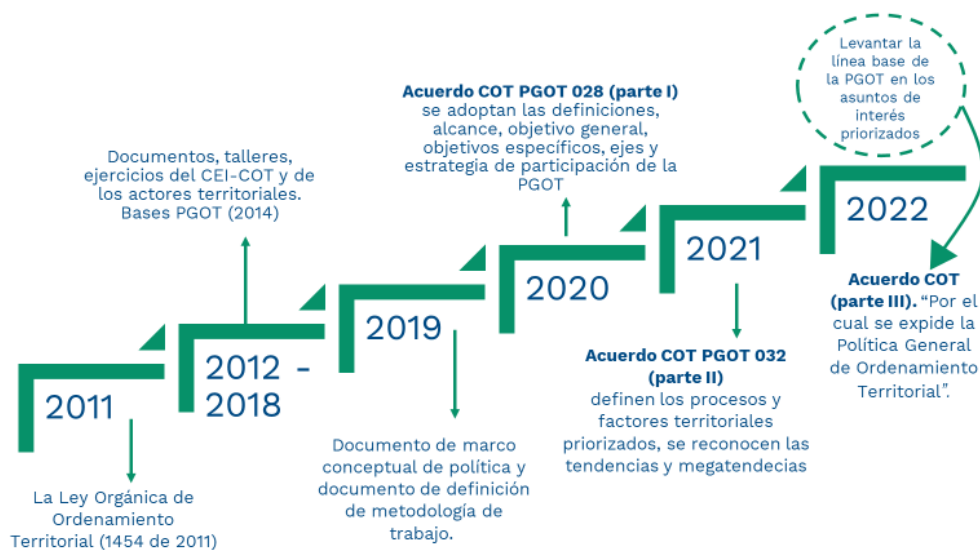 2011
La Ley Orgánica de
Ordenamiento
Territorial (1454 de 2011)
Documentos, talleres,
ejercicios del CEI-COT y de
los actores territoriales.
Bases PGOT (2014)
2012 -
2018
2019
Documento de marco
conceptual de política y
documento de definición
de metodología de
trabajo.
Acuerdo COT PGOT 028 (parte I)
se adoptan las definiciones,
alcance, objetivo general,
objetivos específicos, ejes y
estrategia de participación de la
PGOT
2020
2021
Acuerdo COT PGOT 032
(parte II)
definen los procesos y
factores territoriales
priorizados, se reconocen las
tendencias y megatendecias
Levantar la
línea base de
la PGOT en los
asuntos de
interés
priorizados
2022
Acuerdo COT
(parte III). “Por el
cual se expide la
Política General
de Ordenamiento
Territorial”.